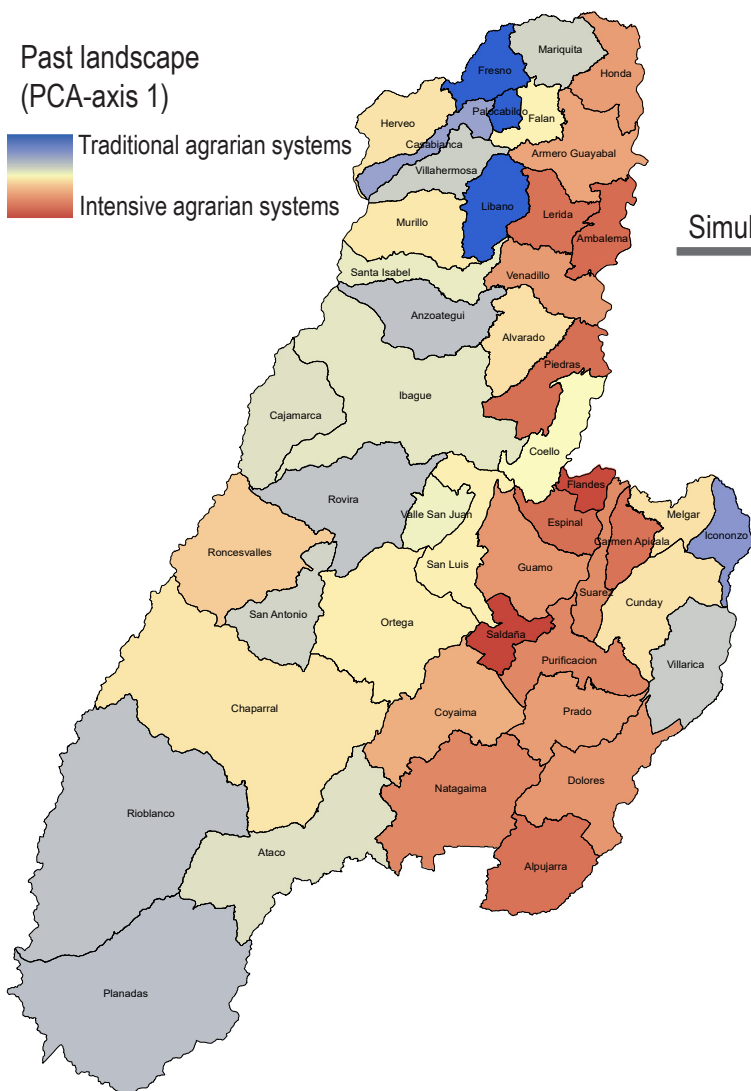 Past landscape
(PCA-axis 1)
Traditional agrarian systems
Intensive agrarian systems
Simul
Mariquita
Fresno
Honda
Palocabildo
Falan
Herveo
Casabianca
Armero Guayabal
Villahermosa
Libano
Lerida
Murillo
Ambalema
Santa Isabel
Venadillo
Anzoategui
Alvarado
Piedras
Ibague
Cajamarca
Coello
Flandes
Rovira
Valle San Juan
Espinal
Melgar
Carmen Apicala
Icononzo
Roncesvalles
San Luis
Guamo
Suarez
Cunday
San Antonio
Ortega
Saldaña
Purificacion
Villarica
Chaparral
Coyaima
Prado
Dolores
Natagaima
Rioblanco
Ataco
Alpujarra
Planadas